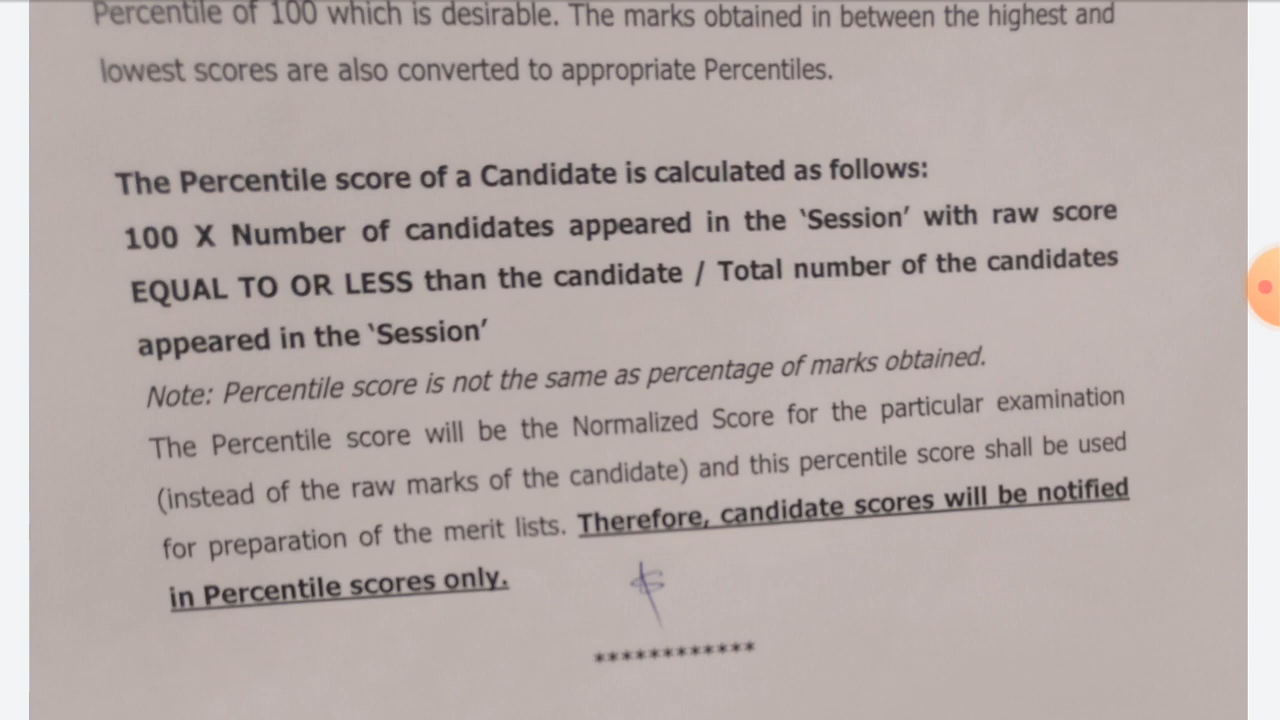 Percentile of 100 which is desirable. The marks obtained in between the highest and
lowest scores are also converted to appropriate Percentiles.
The Percentile score of a Candidate is calculated as follows:
100 X Number of candidates appeared in the ‘Session’ with raw score
EQUAL TO OR LESS than the candidate / Total number of the candidates
appeared in the ‘Session’
Note: Percentile score is not the same as percentage of marks obtained.
The Percentile score will be the Normalized Score for the particular examination
(instead of the raw marks of the candidate) and this percentile score shall be used
for preparation of the merit lists. Therefore, candidate scores will be notified
in Percentile scores only.
************